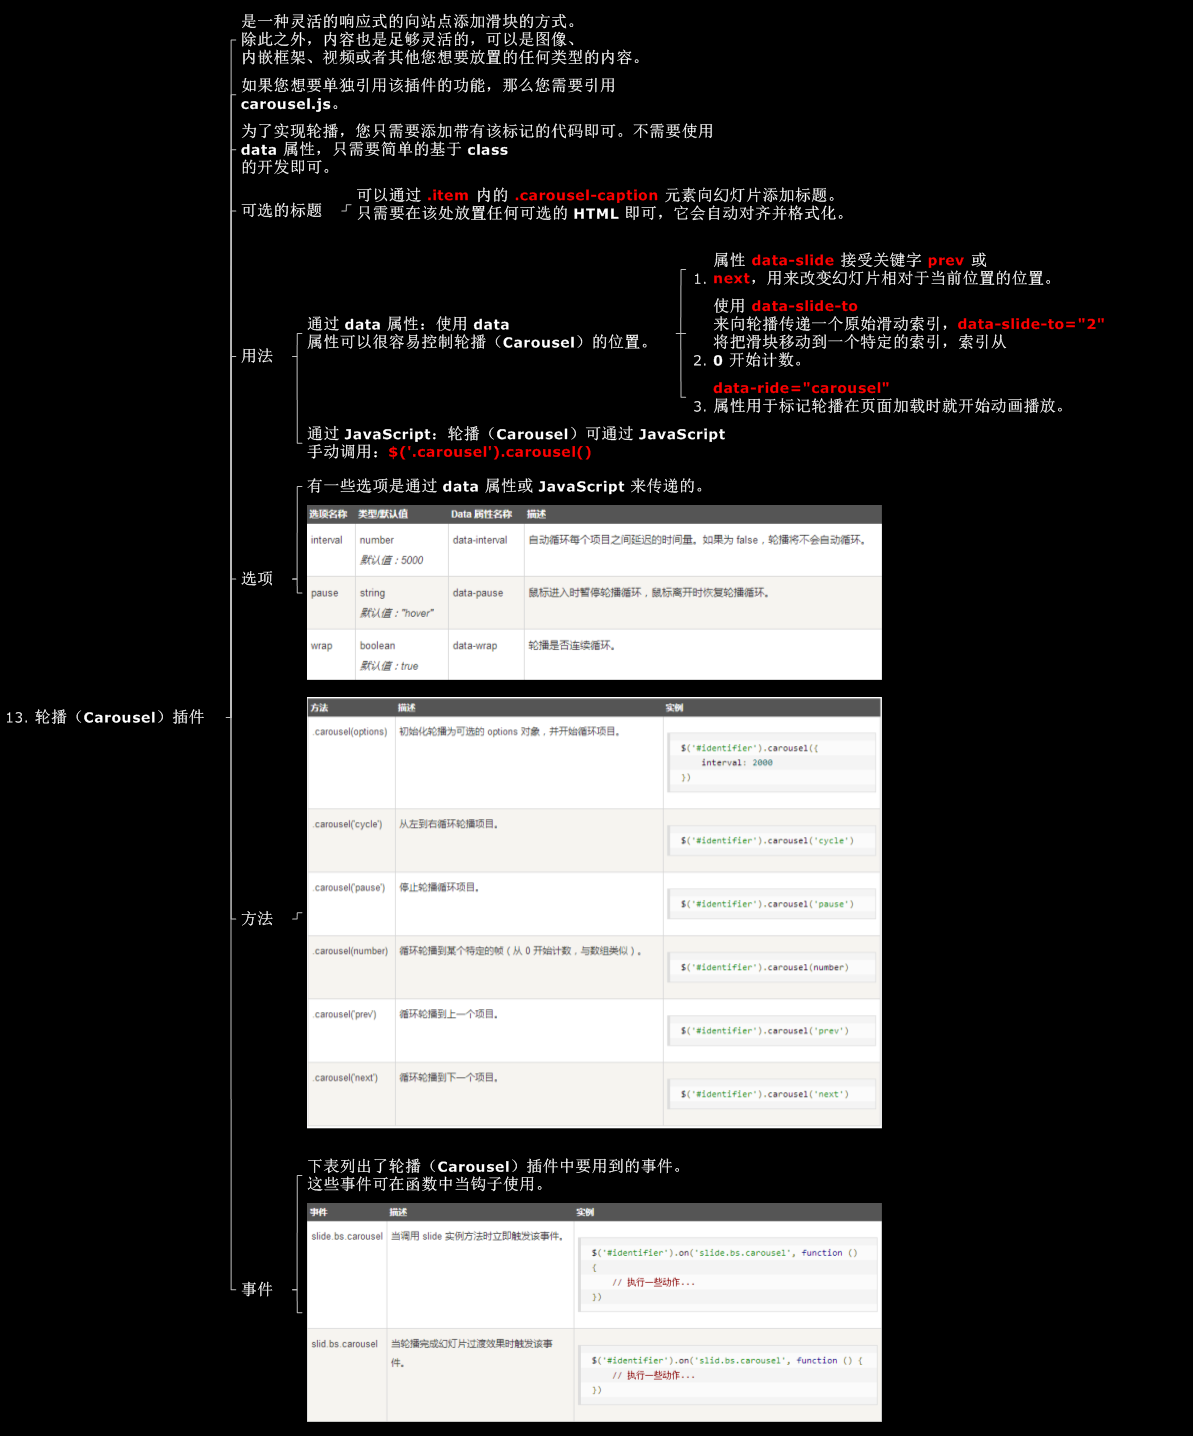 是一种灵活的响应式的向站点添加滑块的方式。
除此之外，内容也是足够灵活的，可以是图像、
内嵌框架、视频或者其他您想要放置的任何类型的内容。
如果您想要单独引用该插件的功能，那么您需要引用
carousel.js。
为了实现轮播，您只需要添加带有该标记的代码即可。不需要使用
data 属性，只需要简单的基于 class
的开发即可。
可选的标题
可以通过 .item 内的 .carousel-caption 元素向幻灯片添加标题。
只需要在该处放置任何可选的 HTML 即可，它会自动对齐并格式化。
用法
通过 data 属性：使用 data
属性可以很容易控制轮播（Carousel）的位置。
属性 data-slide 接受关键字 prev 或
1. next，用来改变幻灯片相对于当前位置的位置。
使用 data-slide-to
来向轮播传递一个原始滑动索引，data-slide-to="2"
将把滑块移动到一个特定的索引，索引从
2. 0 开始计数。
data-ride="carousel"
3. 属性用于标记轮播在页面加载时就开始动画播放。
通过 JavaScript：轮播（Carousel）可通过 JavaScript
手动调用：$('.carousel').carousel()
选项
有一些选项是通过 data 属性或 JavaScript 来传递的。
选项名称 类型/默认值 Data 属性名称 描述
interval number data-interval 自动循环每个项目之间延迟的时间量。如果为 false，轮播将不会自动循环。
默认值：5000
pause string data-pause 鼠标进入时暂停轮播循环，鼠标离开时恢复轮播循环。
默认值："hover"
wrap boolean data-wrap 轮播是否连续循环。
默认值：true
13. 轮播（Carousel）插件
方法
方法 描述 实例
.carousel(options) 初始化轮播为可选的 options 对象，并开始循环项目。
$('#identifier').carousel({
interval: 2000
})
.carousel('cycle') 从左到右循环轮播项目。
$('#identifier').carousel('cycle')
.carousel('pause') 停止轮播循环项目。
$('#identifier').carousel('pause')
.carousel(number) 循环轮播到某个特定的帧（从 0 开始计数，与数组类似）。
$('#identifier').carousel(number)
.carousel('prev') 循环轮播到上一个项目。
$('#identifier').carousel('prev')
.carousel('next') 循环轮播到下一个项目。
$('#identifier').carousel('next')
事件
下表列出了轮播（Carousel）插件中要用到的事件。
这些事件可在函数中当钩子使用。
事件 描述 实例
slide.bs.carousel 当调用 slide 实例方法时立即触发该事件。
$('#identifier').on('slide.bs.carousel', function ()
{
// 执行一些动作...
})
slid.bs.carousel 当轮播完成幻灯片过渡效果时触发该事
件。
$('#identifier').on('slid.bs.carousel', function () {
// 执行一些动作...
})